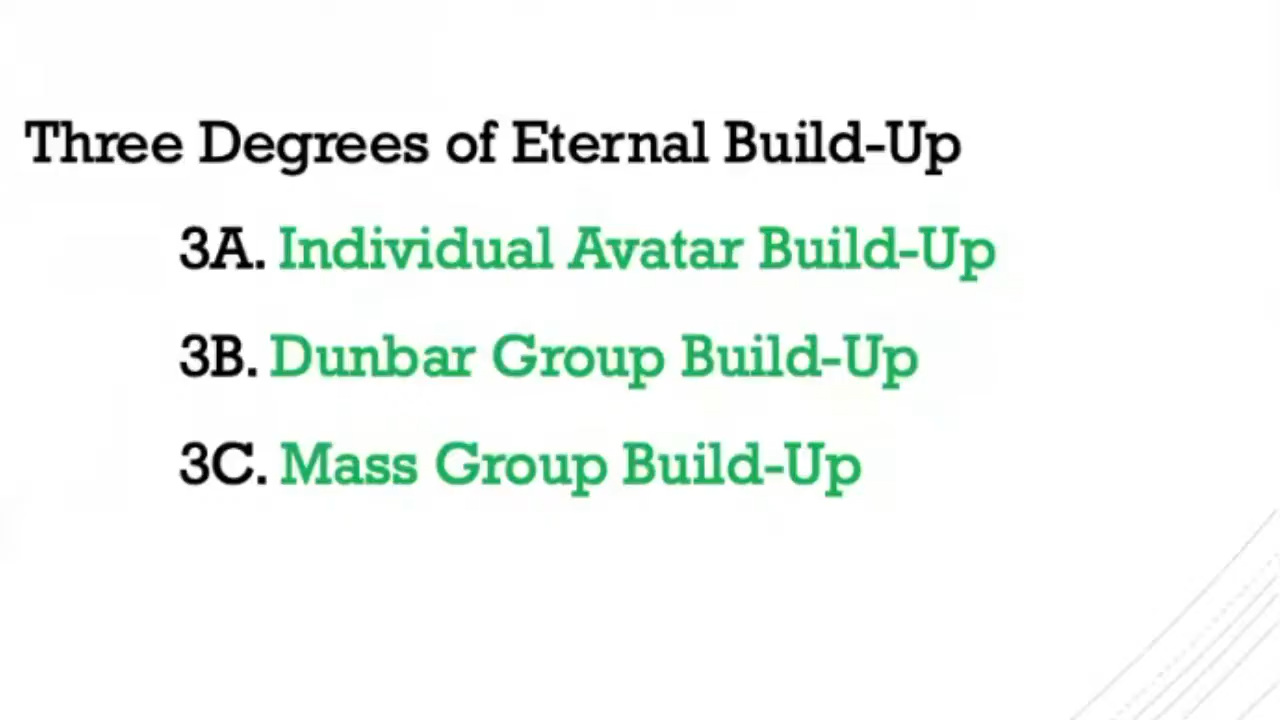 Three Degrees of Eternal Build-Up
3A. Individual Avatar Build-Up
3B. Dunbar Group Build-Up
3C. Mass Group Build-Up